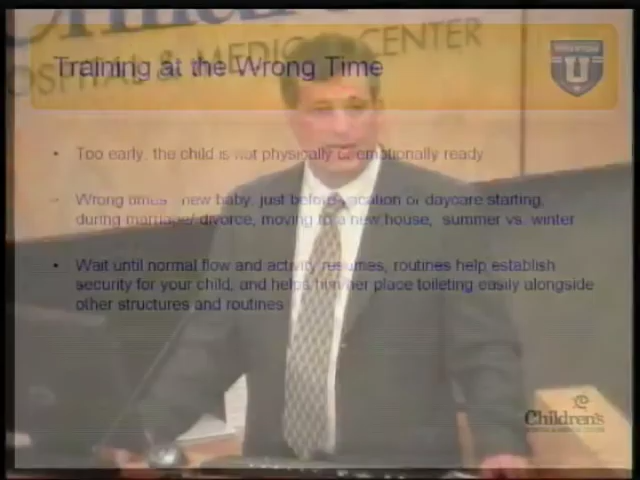 HOSPITAL & MEDICAL CENTER
Training at the Wrong Time
U
• Too early, the child is not physically or emotionally ready
Wrong times - new baby, just before vacation or daycare starting,
during marriage/ divorce, moving to a new house, summer vs. winter
• Wait until normal flow and activity resumes, routines help establish
security for your child, and helps him/her place toileting easily alongside
other structures and routines
Children's